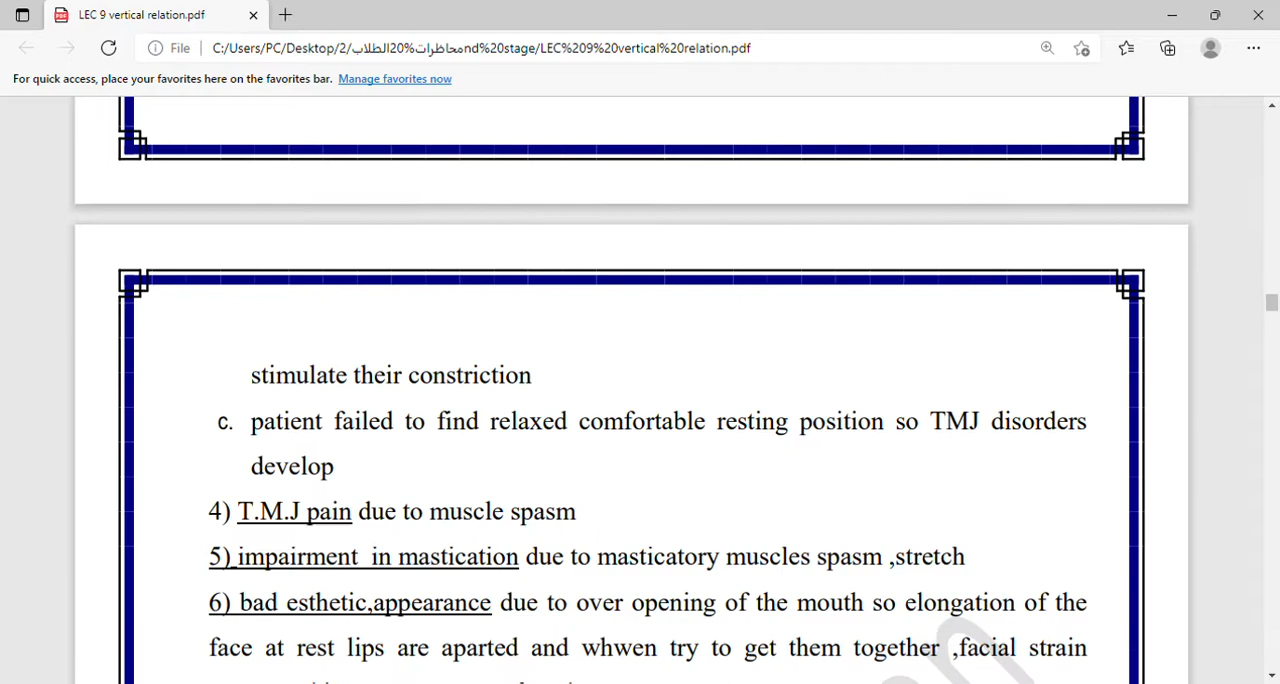 LEC 9 vertical relation.pdf
File C:/Users/PC/Desktop/2/محاظرات%20الطلابnd%20stage/LEC%209%20vertical%20relation.pdf
For quick access, place your favorites here on the favorites bar. Manage favorites now
stimulate their constriction
c. patient failed to find relaxed comfortable resting position so TMJ disorders
develop
4) T.M.J pain due to muscle spasm
5) impairment in mastication due to masticatory muscles spasm ,stretch
6) bad esthetic,appearance due to over opening of the mouth so elongation of the
face at rest lips are aparted and whwen try to get them together ,facial strain